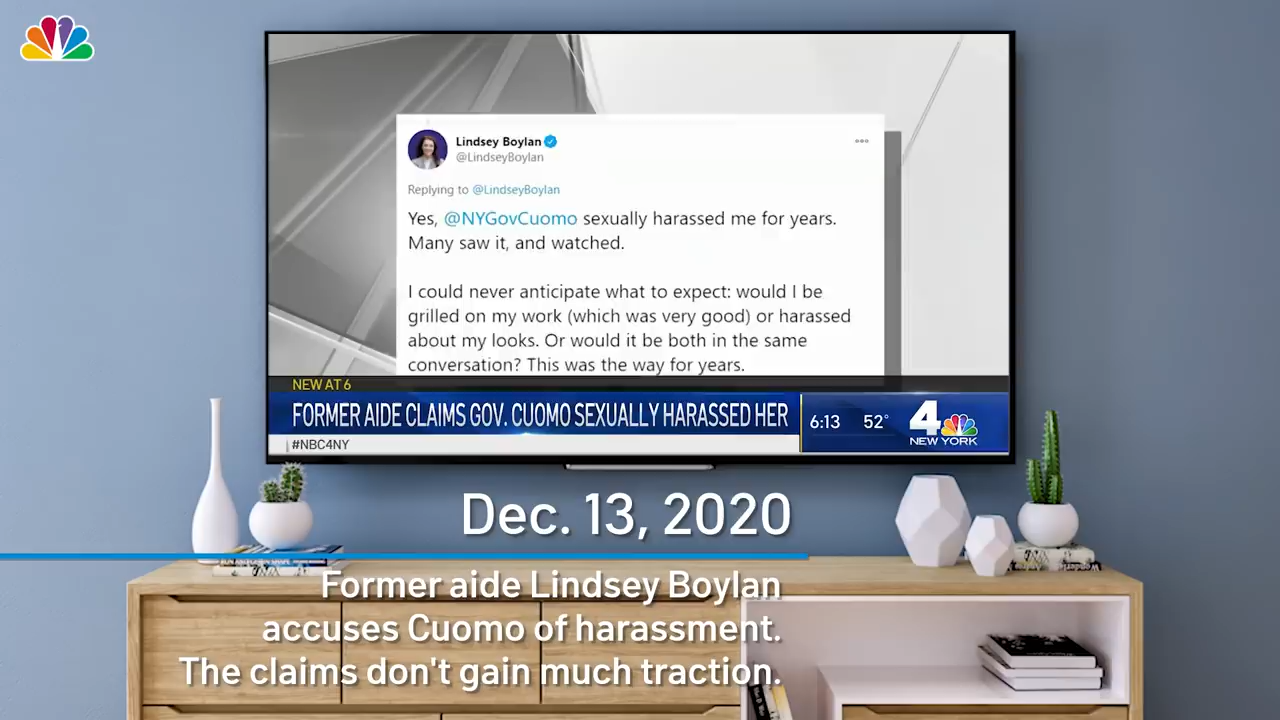 Lindsey Boylan
@LindseyBoylan
Replying to @LindseyBoylan
Yes, @NYGovCuomo sexually harassed me for years.
Many saw it, and watched.
I could never anticipate what to expect: would I be
grilled on my work (which was very good) or harassed
about my looks. Or would it be both in the same
conversation? This was the way for years.
NEW AT 6
FORMER AIDE CLAIMS GOV. CUOMO SEXUALLY HARASSED HER
6:13 52°
4
NEW YORK
#NBC4NY
Dec. 13, 2020
Former aide Lindsey Boylan
accuses Cuomo of harassment.
The claims don't gain much traction.